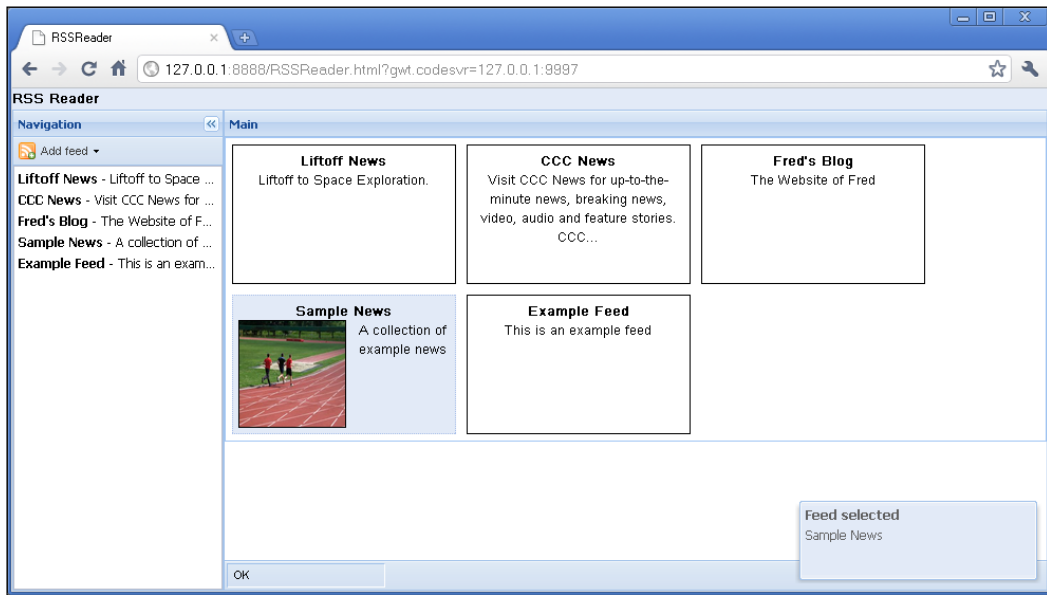 RSSReader
127.0.0.1:8888/RSSReader.html?gwt.codesvr=127.0.0.1:9997
RSS Reader
Navigation
Main
Add feed
Liftoff News - Liftoff to Space ...
CCC News - Visit CCC News for ...
Fred's Blog - The Website of F...
Sample News - A collection of ...
Example Feed - This is an exam...
Liftoff News
Liftoff to Space Exploration.
CCC News
Visit CCC News for up-to-the-
minute news, breaking news,
video, audio and feature stories.
CCC...
Fred's Blog
The Website of Fred
Sample News
A collection of
example news
Example Feed
This is an example feed
Feed selected
Sample News
OK